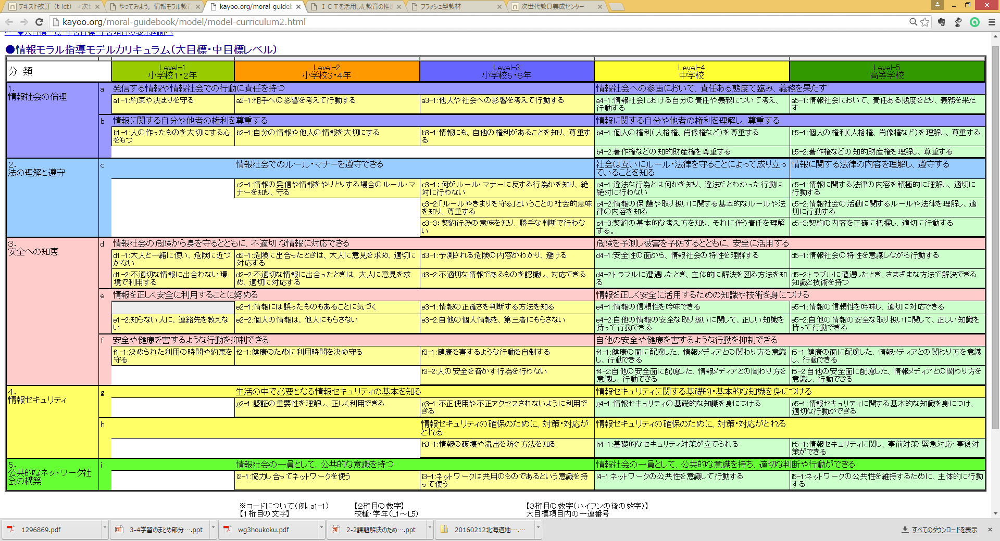 テキスト改訂 (t-ict) - 次世
やってみよう，情報モラル教育
kayoo.org/moral-guideb
ＩＣＴを活用した教育の推進
フラッシュ型教材
次世代教員養成センター
kayoo.org/moral-guidebook/model/model-curriculum2.html
●情報モラル指導モデルカリキュラム（大目標・中目標レベル）
分 類
Level-1
小学校1・2年
Level-2
小学校3・4年
Level-3
小学校5・6年
Level-4
中学校
Level-5
高等学校
1.
情報社会の倫理
a
発信する情報や情報社会での行動に責任を持つ
情報社会への参画において、責任ある態度で臨み、義務を果たす
a1-1:約束や決まりを守る
a2-1:相手への影響を考えて行動する
a3-1:他人や社会への影響を考えて行動する
a4-1:情報社会における自分の責任や義務について考え、
行動する
a5-1:情報社会において、責任ある態度をとり、義務を果た
す
b
情報に関する自分や他者の権利を尊重する
情報に関する自分や他者の権利を理解し、尊重する
b1-1:人の作ったものを大切にする心
をもつ
b2-1:自分の情報や他人の情報を大切にする
b3-1:情報にも、自他の権利があることを知り、尊重す
る
b4-1:個人の権利（人格権、肖像権など）を尊重する
b5-1:個人の権利（人格権、肖像権など）を理解し、尊重する
b4-2:著作権などの知的財産権を尊重する
b5-2:著作権などの知的財産権を理解し、尊重する
2.
法の理解と遵守
c
情報社会でのルール・マナーを遵守できる
社会は互いにルール・法律を守ることによって成り立っ
ていることを知る
情報に関する法律の内容を理解し、遵守する
c2-1:情報の発信や情報をやりとりする場合のルール・マ
ナーを知り、守る
c3-1: 何がルール・マナーに反する行為かを知り、絶
対に行わない
c4-1:違法な行為とは何かを知り、違法だとわかった行動は
絶対に行わない
c5-1:情報に関する法律の内容を積極的に理解し、適切に
行動する
c3-2:「ルールやきまりを守る」ということの社会的意味
を知り、尊重する
c4-2:情報の保護や取り扱いに関する基本的なルールや法
律の内容を知る
c5-2:情報社会の活動に関するルールや法律を理解し、適
切に行動する
c3-3: 契約行為の意味を知り、勝手な判断で行わな
い
c4-3:契約の基本的な考え方を知り、それに伴う責任を理解
する。
c5-3:契約の内容を正確に把握し、適切に行動する
3.
安全への知恵
d
情報社会の危険から身を守るとともに、不適切な情報に対応できる
危険を予測し被害を予防するとともに、安全に活用する
d1-1:大人と一緒に使い、危険に近づ
かない
d2-1:危険に出合ったときは、大人に意見を求め、適切に
対応する
d3-1:予測される危険の内容がわかり、避ける
d4-1:安全性の面から、情報社会の特性を理解する
d5-1:情報社会の特性を意識しながら行動する
d1-2:不適切な情報に出合わない環
境で利用する
d2-2:不適切な情報に出合ったときは、大人に意見を求
め、適切に対応する
d3-2:不適切な情報であるものを認識し、対応できる
d4-2:トラブルに遭遇したとき、主体的に解決を図る方法を知
る
d5-2:トラブルに遭遇したとき、さまざまな方法で解決できる
知識と技術を持つ
e
情報を正しく安全に利用することに努める
情報を正しく安全に活用するための知識や技術を身につける
e2-1:情報には誤ったものもあることに気づく
e3-1:情報の正確さを判断する方法を知る
e4-1:情報の信頼性を吟味できる
e5-1:情報の信頼性を吟味し、適切に対応できる
e1-2:知らない人に、連絡先を教えな
い
e2-2:個人の情報は、他人にもらさない
e3-2:自他の個人情報を、第三者にもらさない
e4-2:自他の情報の安全な取り扱いに関して、正しい知識を
持って行動できる
e5-2:自他の情報の安全な取り扱いに関して、正しい知識を
持って行動できる
f
安全や健康を害するような行動を抑制できる
自他の安全や健康を害するような行動を抑制できる
f1-1:決められた利用の時間や約束を
守る
f2-1:健康のために利用時間を決め守る
f3-1:健康を害するような行動を自制する
f4-1:健康の面に配慮した、情報メディアとの関わり方を意識
し、行動できる
f5-1:健康の面に配慮した、情報メディアとの関わり方を意識
し、行動できる
f3-2:人の安全を脅かす行為を行わない
f4-2:自他の安全面に配慮した、情報メディアとの関わり方を
意識し、行動できる
f5-2:自他の安全面に配慮した、情報メディアとの関わり方を
意識し、行動できる
4.
情報セキュリティ
g
生活の中で必要となる情報セキュリティの基本を知る
情報セキュリティに関する基礎的・基本的な知識を身につける
g2-1:認証の重要性を理解し、正しく利用できる
g3-1:不正使用や不正アクセスされないように利用で
きる
g4-1:情報セキュリティの基礎的な知識を身につける
g5-1:情報セキュリティに関する基本的な知識を身につけ、
適切な行動ができる
h
情報セキュリティの確保のために、対策・対応が
とれる
情報セキュリティの確保のために、対策・対応がとれる
h3-1:情報の破壊や流出を防ぐ方法を知る
h4-1:基礎的なセキュリティ対策が立てられる
h5-1:情報セキュリティに関し、事前対策・緊急対応・事後対
策ができる
5.
公共的なネットワーク社
会の構築
i
情報社会の一員として、公共的な意識を持つ
情報社会の一員として、公共的な意識を持ち、適切な判断や行動ができる
i2-1:協力し合ってネットワークを使う
i3-1:ネットワークは共用のものであるという意識を持
って使う
i4-1:ネットワークの公共性を意識して行動する
i5-1:ネットワークの公共性を維持するために、主体的に行動
する
※コードについて（例，a1-1）
【２桁目の数字】
【３桁目の数字（ハイフンの後の数字）】
【１桁目の文字】
校種・学年（L1～L5）
大目標項目内の一連番号
1296869.pdf
3-4学習のまとめ部分….ppt
wg3houkoku.pdf
2-2課題解決のため….ppt
20160212北海道地….…
すべてのダウンロードを表示